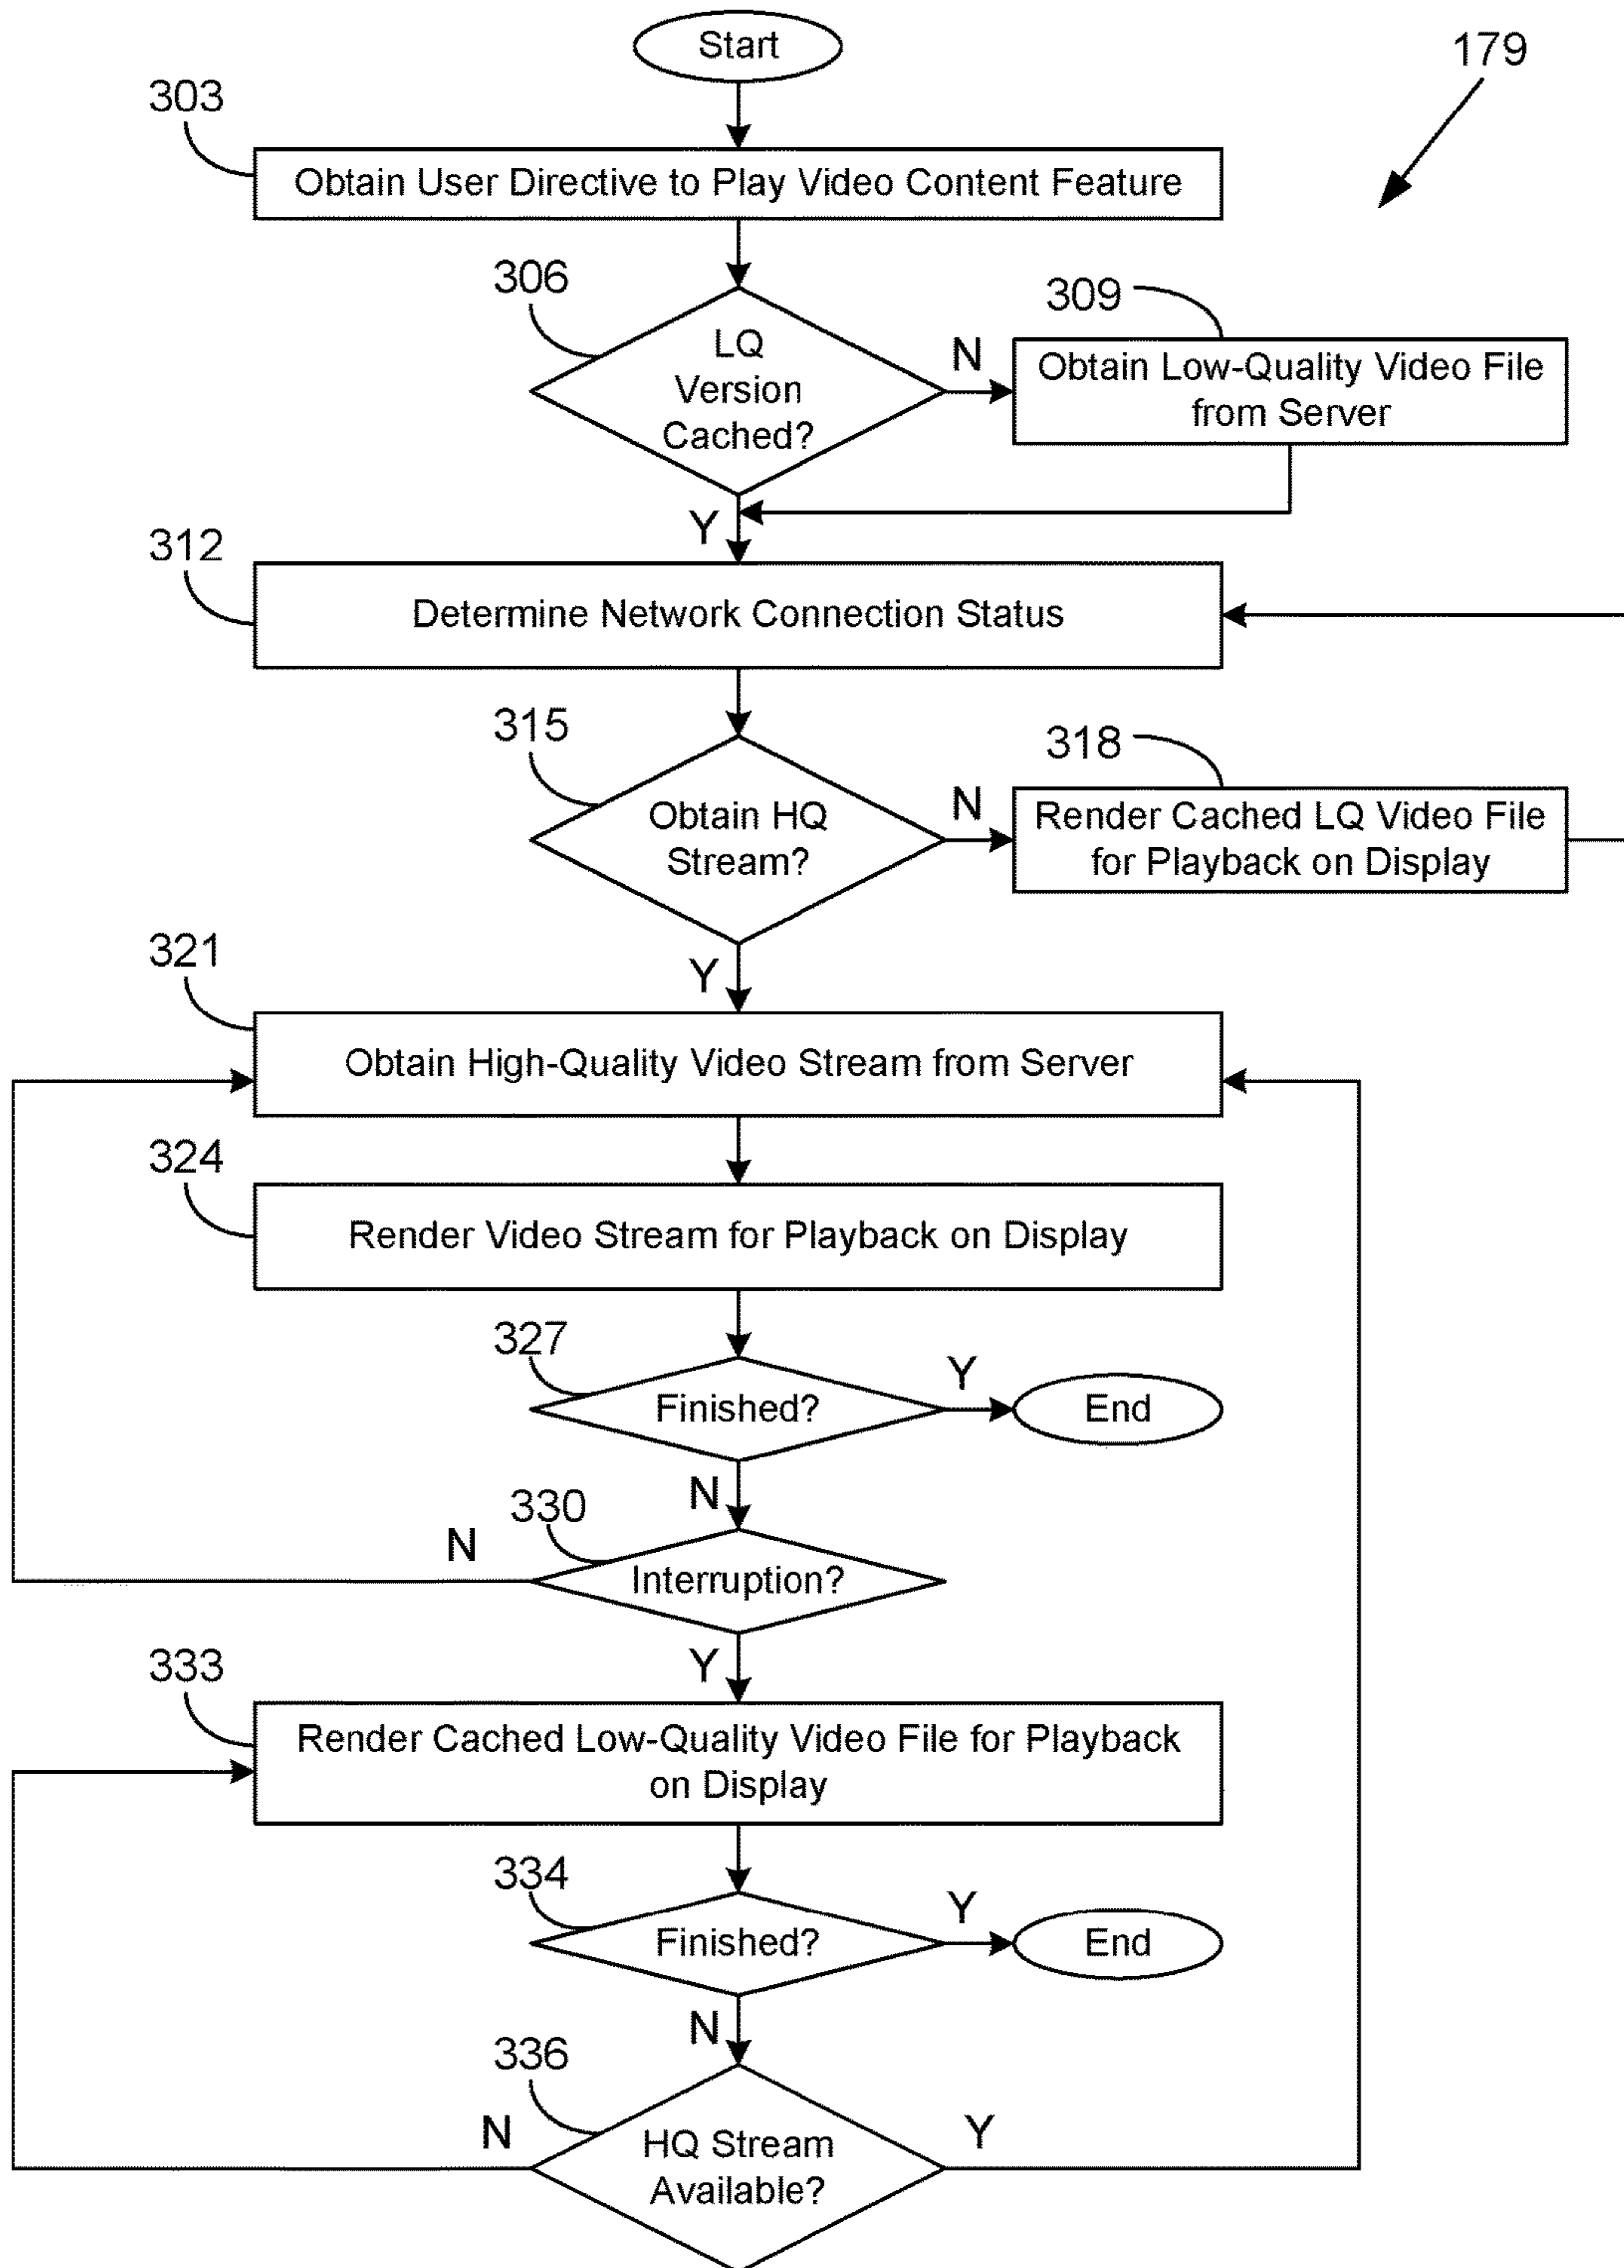 Start
179
303
Obtain User Directive to Play Video Content Feature
306
LQ
Version
Cached?
N
309
Obtain Low-Quality Video File
from Server
Y
312
Determine Network Connection Status
315
Obtain HQ
Stream?
N
318
Render Cached LQ Video File
for Playback on Display
Y
321
Obtain High-Quality Video Stream from Server
324
Render Video Stream for Playback on Display
327
Finished?
Y
End
N
330
N
Interruption?
Y
333
Render Cached Low-Quality Video File for Playback
on Display
334
Finished?
Y
End
N
336
N
HQ Stream
Available?
Y